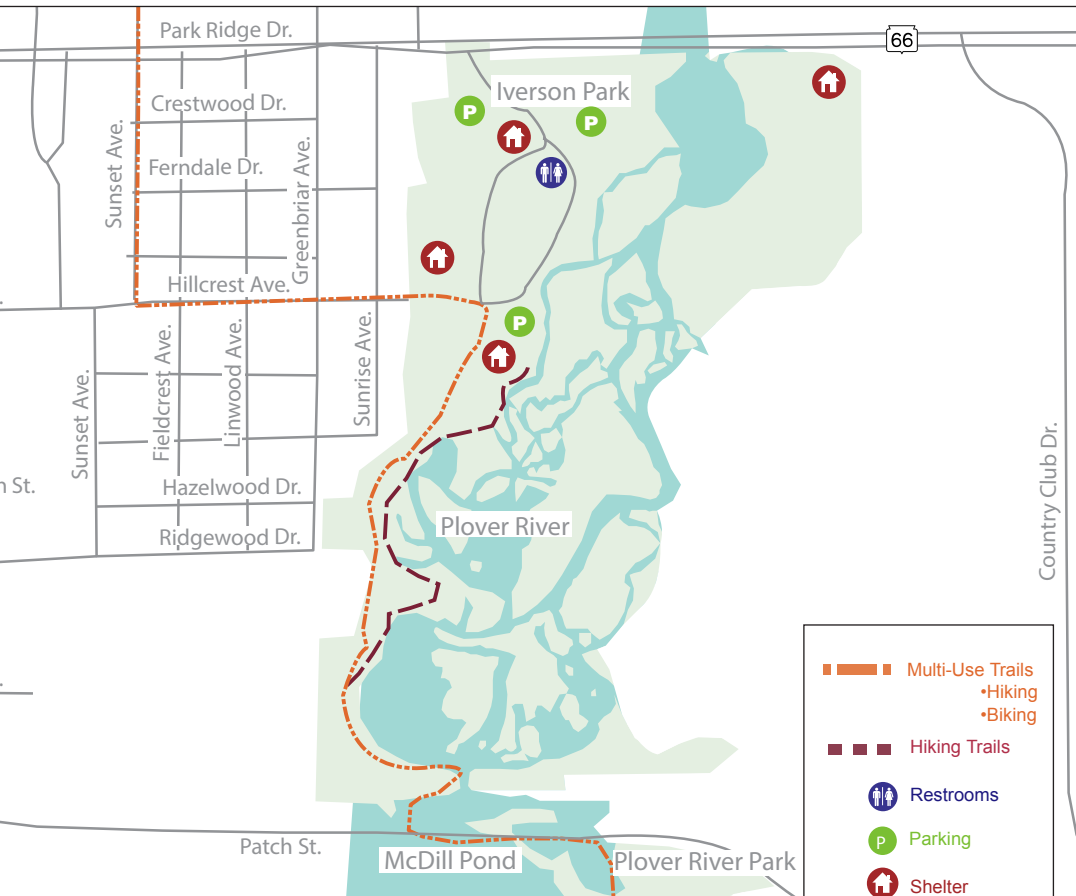 Park Ridge Dr.
66
Iverson Park
Crestwood Dr.
P
P
Sunset Ave.
Ferndale Dr.
Greenbriar Ave.
Hillcrest Ave.
P
Sunset Ave.
Fieldcrest Ave.
Linwood Ave.
Sunrise Ave.
Country Club Dr.
St.
Hazelwood Dr.
Plover River
Ridgewood Dr.
Multi-Use Trails
•Hiking
•Biking
Hiking Trails
Restrooms
P Parking
Shelter
Patch St.
McDill Pond
Plover River Park